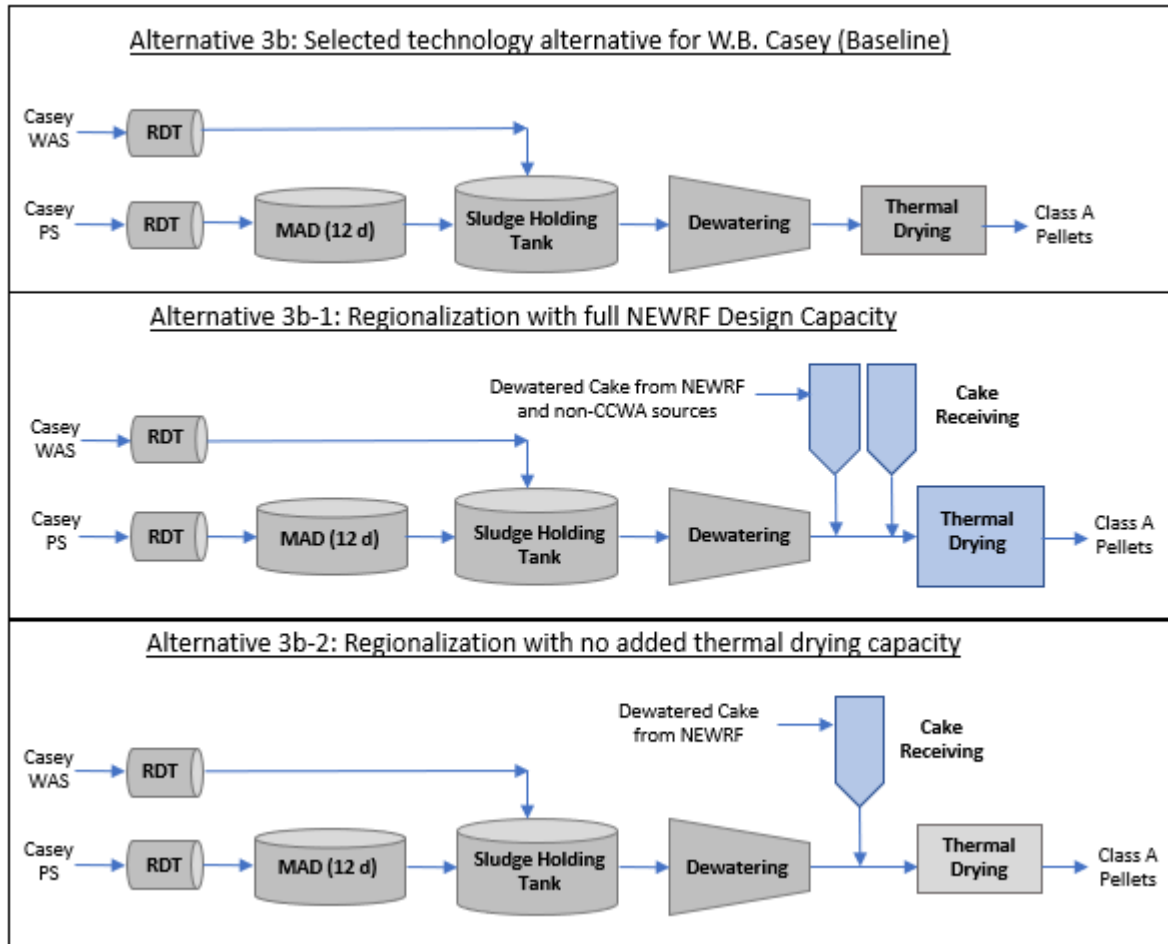 Alternative 3b: Selected technology alternative for W.B. Casey (Baseline)
Casey
WAS
RDT
Casey
PS
RDT
MAD (12 d)
Sludge Holding
Tank
Dewatering
Thermal
Drying
Class A
Pellets
Alternative 3b-1: Regionalization with full NEWRF Design Capacity
Dewatered Cake from NEWRF
and non-CCWA sources
Cake
Receiving
Casey
WAS
RDT
Casey
PS
RDT
MAD (12 d)
Sludge Holding
Tank
Dewatering
Thermal
Drying
Class A
Pellets
Alternative 3b-2: Regionalization with no added thermal drying capacity
Dewatered Cake
from NEWRF
Cake
Receiving
Casey
WAS
RDT
Casey
PS
RDT
MAD (12 d)
Sludge Holding
Tank
Dewatering
Thermal
Drying
Class A
Pellets